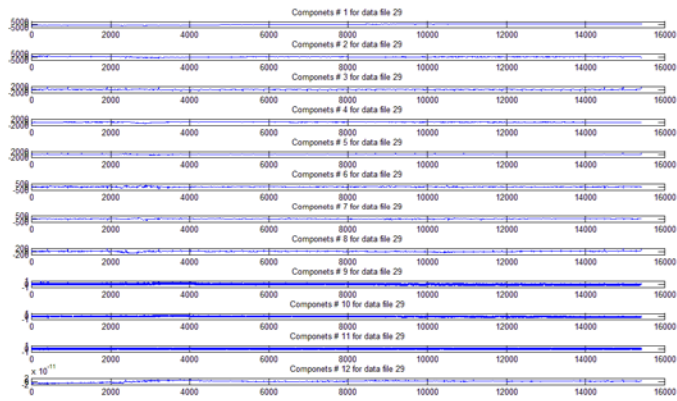 Componets # 1 for data file 29
0 2000 4000 6000 8000 10000 12000 14000 16000
Componets # 2 for data file 29
0 2000 4000 6000 8000 10000 12000 14000 16000
Componets # 3 for data file 29
0 2000 4000 6000 8000 10000 12000 14000 16000
Componets # 4 for data file 29
0 2000 4000 6000 8000 10000 12000 14000 16000
Componets # 5 for data file 29
0 2000 4000 6000 8000 10000 12000 14000 16000
Componets # 6 for data file 29
0 2000 4000 6000 8000 10000 12000 14000 16000
Componets # 7 for data file 29
0 2000 4000 6000 8000 10000 12000 14000 16000
Componets # 8 for data file 29
0 2000 4000 6000 8000 10000 12000 14000 16000
Componets # 9 for data file 29
0 2000 4000 6000 8000 10000 12000 14000 16000
Componets # 10 for data file 29
0 2000 4000 6000 8000 10000 12000 14000 16000
Componets # 11 for data file 29
0 2000 4000 6000 8000 10000 12000 14000 16000
x 10⁻¹¹ Componets # 12 for data file 29
0 2000 4000 6000 8000 10000 12000 14000 16000